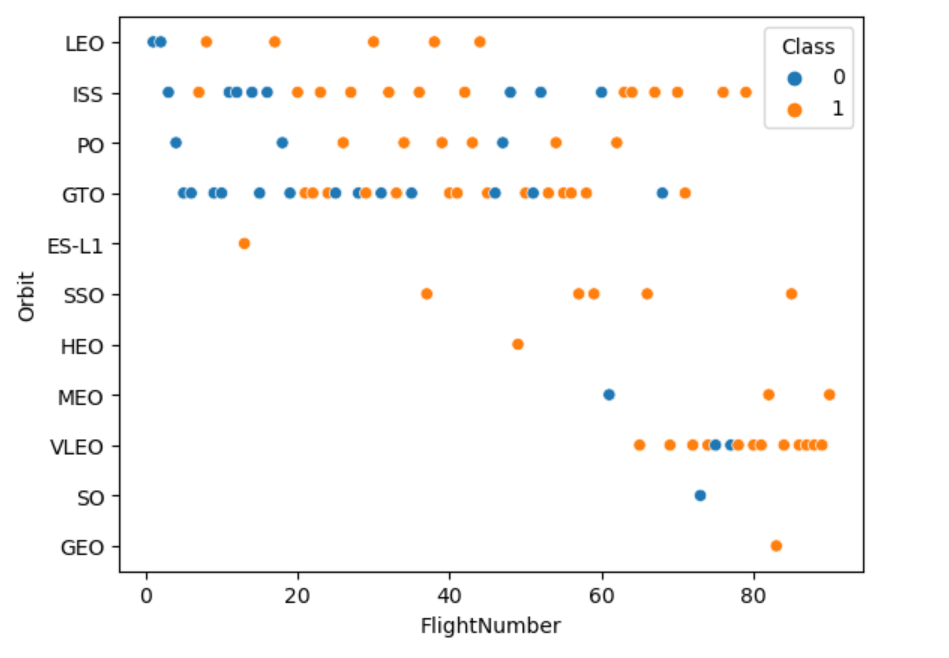 LEO
ISS
PO
GTO
ES-L1
SSO
HEO
MEO
VLEO
SO
GEO
Orbit
Class
0
1
0 20 40 60 80
FlightNumber